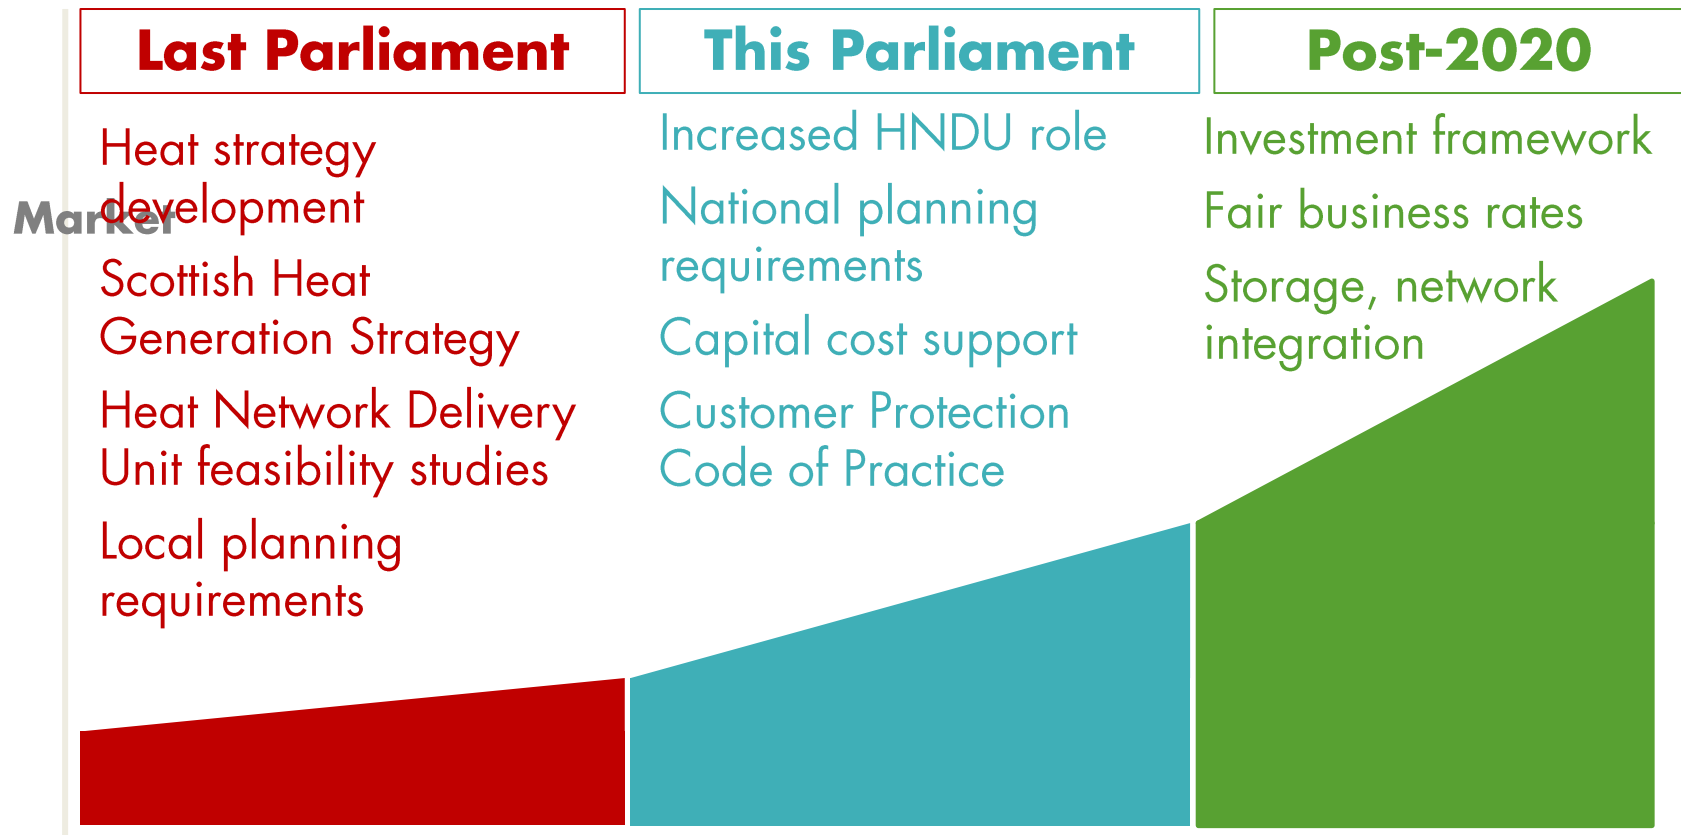 Last Parliament
This Parliament
Post-2020
Market
Heat strategy
development
Scottish Heat
Generation Strategy
Heat Network Delivery
Unit feasibility studies
Local planning
requirements
Increased HNDU role
National planning
requirements
Capital cost support
Customer Protection
Code of Practice
Investment framework
Fair business rates
Storage, network
integration